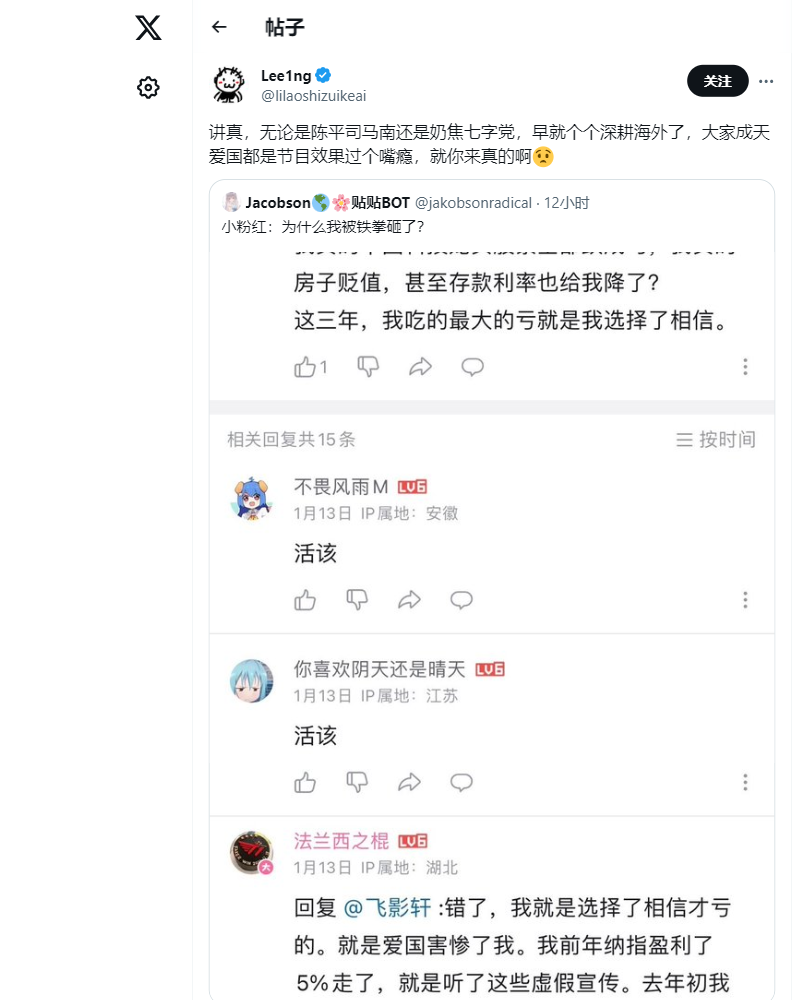 帖子
Lee1ng
@lilaoshizuikeai
关注
讲真，无论是陈平司马南还是奶焦七字党，早就个个深耕海外了，大家成天
爱国都是节目效果过个嘴瘾，就你来真的啊😟
Jacobson🌎🌸贴贴BOT @jakobsonradical · 12小时
小粉红：为什么我被铁拳砸了？
房子贬值，甚至存款利率也给我降了？
这三年，我吃的最大的亏就是我选择了相信。
1
相关回复共15条
按时间
不畏风雨M LV6
1月13日 IP属地：安徽
活该
你喜欢阴天还是晴天 LV6
1月13日 IP属地：江苏
活该
法兰西之棍 LV6
1月13日 IP属地：湖北
回复 @飞影轩 :错了，我就是选择了相信才亏
的。就是爱国害惨了我。我前年纳指盈利了
5%走了，就是听了这些虚假宣传。去年初我